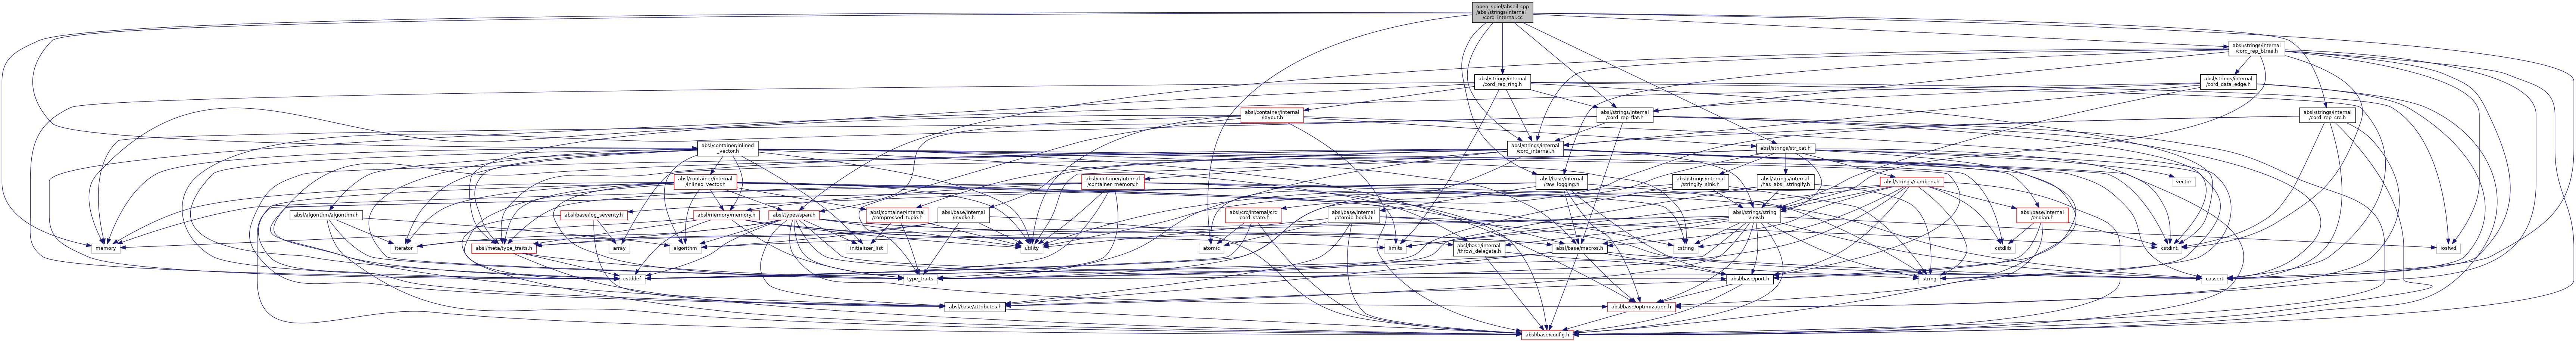 open_spiel/abseil-cpp
/absl/strings/internal
/cord_internal.cc
absl/strings/internal
/cord_rep_btree.h
absl/strings/internal
/cord_rep_ring.h
absl/strings/internal
/cord_data_edge.h
absl/container/internal
/layout.h
absl/strings/internal
/cord_rep_flat.h
absl/strings/internal
/cord_rep_crc.h
absl/container/inlined
_vector.h
absl/strings/internal
/cord_internal.h
absl/strings/str_cat.h
absl/container/internal
/inlined_vector.h
absl/container/internal
/container_memory.h
absl/base/internal
/raw_logging.h
absl/strings/internal
/stringify_sink.h
absl/strings/internal
/has_absl_stringify.h
absl/strings/numbers.h
vector
absl/algorithm/algorithm.h
absl/base/log_severity.h
absl/memory/memory.h
absl/types/span.h
absl/container/internal
/compressed_tuple.h
absl/base/internal
/invoke.h
absl/crc/internal/crc
_cord_state.h
absl/base/internal
/atomic_hook.h
absl/strings/string
_view.h
absl/base/internal
/endian.h
memory
iterator
absl/meta/type_traits.h
array
algorithm
initializer_list
utility
atomic
limits
absl/base/internal
/throw_delegate.h
absl/base/macros.h
cstring
cstdlib
cstdint
iosfwd
cstddef
type_traits
absl/base/port.h
string
cassert
absl/base/attributes.h
absl/base/optimization.h
absl/base/config.h